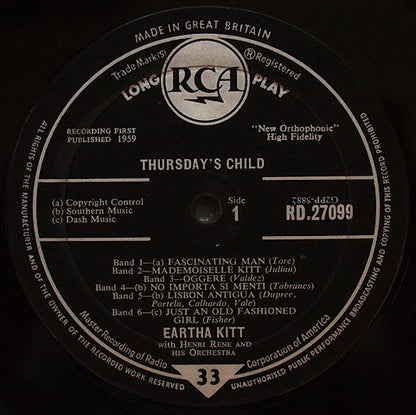 MADE IN GREAT BRITAIN
Trade Mark(s) ® Registered
LONG RCA PLAY
RECORDING FIRST
PUBLISHED 1959
"New Orthophonic"
High Fidelity
THURSDAY'S CHILD
(a) Copyright Control
(b) Southern Music
(c) Dash Music
Side
1
G2PP-5882
RD.27099
Band 1—(a) FASCINATING MAN (Tore)
Band 2—MADEMOISELLE KITT (Julian)
Band 3—OGGERE (Valdez)
Band 4—(b) NO IMPORTA SI MENTI (Tabranes)
Band 5—(b) LISBON ANTIGUA (Dupree,
Portela, Calhardo, Vale)
Band 6—(c) JUST AN OLD FASHIONED
GIRL (Fisher)
EARTHA KITT
with HENRI RENE AND
HIS ORCHESTRA
Master Recording of Radio Corporation of America
33
ALL RIGHTS OF THE MANUFACTURER AND OF THE OWNER OF THE RECORDED WORK RESERVED
UNAUTHORISED PUBLIC PERFORMANCE BROADCASTING AND COPYING OF THIS RECORD PROHIBITED